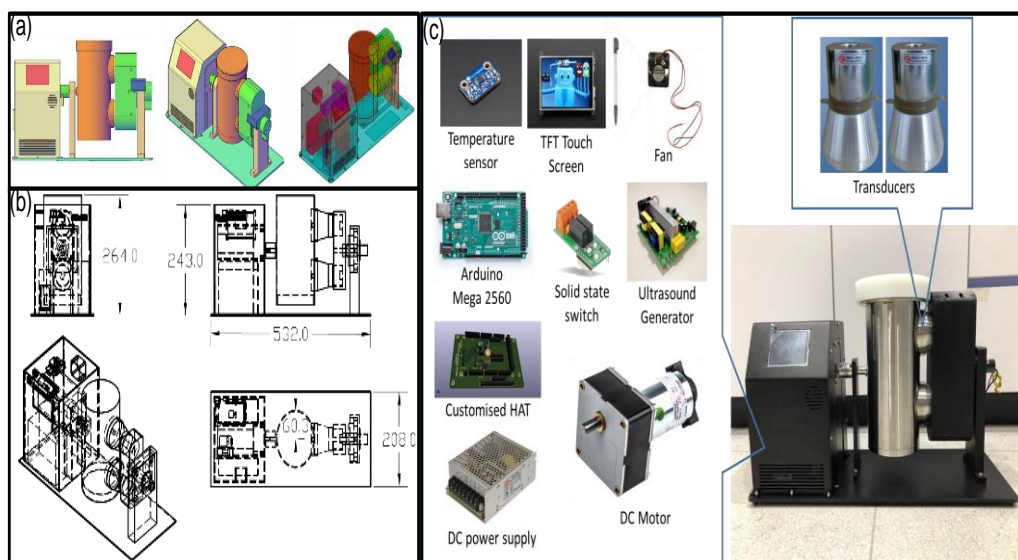 (a)
(b)
264.0
243.0
532.0
60.3
208.0
(c)
Temperature
sensor
TFT Touch
Screen
Fan
Arduino
Mega 2560
Solid state
switch
Ultrasound
Generator
Customised HAT
DC power supply
DC Motor
Transducers